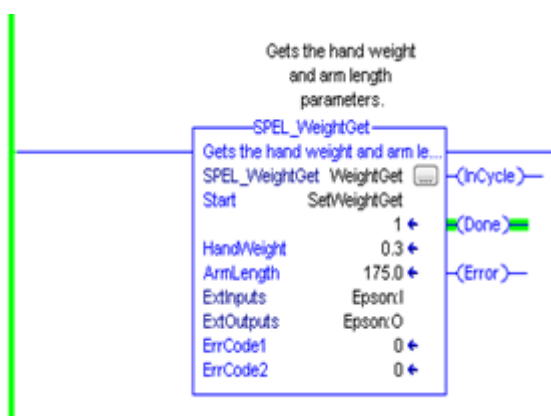 Gets the hand weight
and arm length
parameters.
SPEL_WeightGet
Gets the hand weight and arm le...
SPEL_WeightGet WeightGet ... (InCycle)
Start SetWeightGet
1 (Done)
HandWeight 0.3
ArmLength 175.0 (Error)
ExtInputs Epson:I
ExtOutputs Epson:O
ErrCode1 0
ErrCode2 0